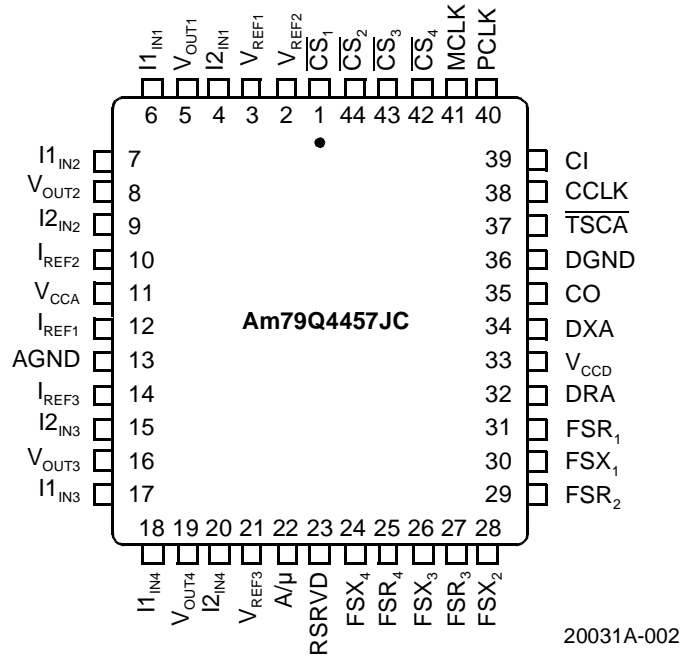 I1IN1 VOUT1 I2IN1 VREF1 VREF2 CS1 CS2 CS3 CS4 MCLK PCLK
6 5 4 3 2 1 44 43 42 41 40
I1IN2 7 39 CI
VOUT2 8 38 CCLK
I2IN2 9 37 TSCA
IREF2 10 36 DGND
VCCA 11 35 CO
IREF1 12 Am79Q4457JC 34 DXA
AGND 13 33 VCCD
IREF3 14 32 DRA
I2IN3 15 31 FSR1
VOUT3 16 30 FSX1
I1IN3 17 29 FSR2
18 19 20 21 22 23 24 25 26 27 28
I1IN4 VOUT4 I2IN4 VREF3 A/µ RSRVD FSX4 FSR4 FSX3 FSR3 FSX2
20031A-002